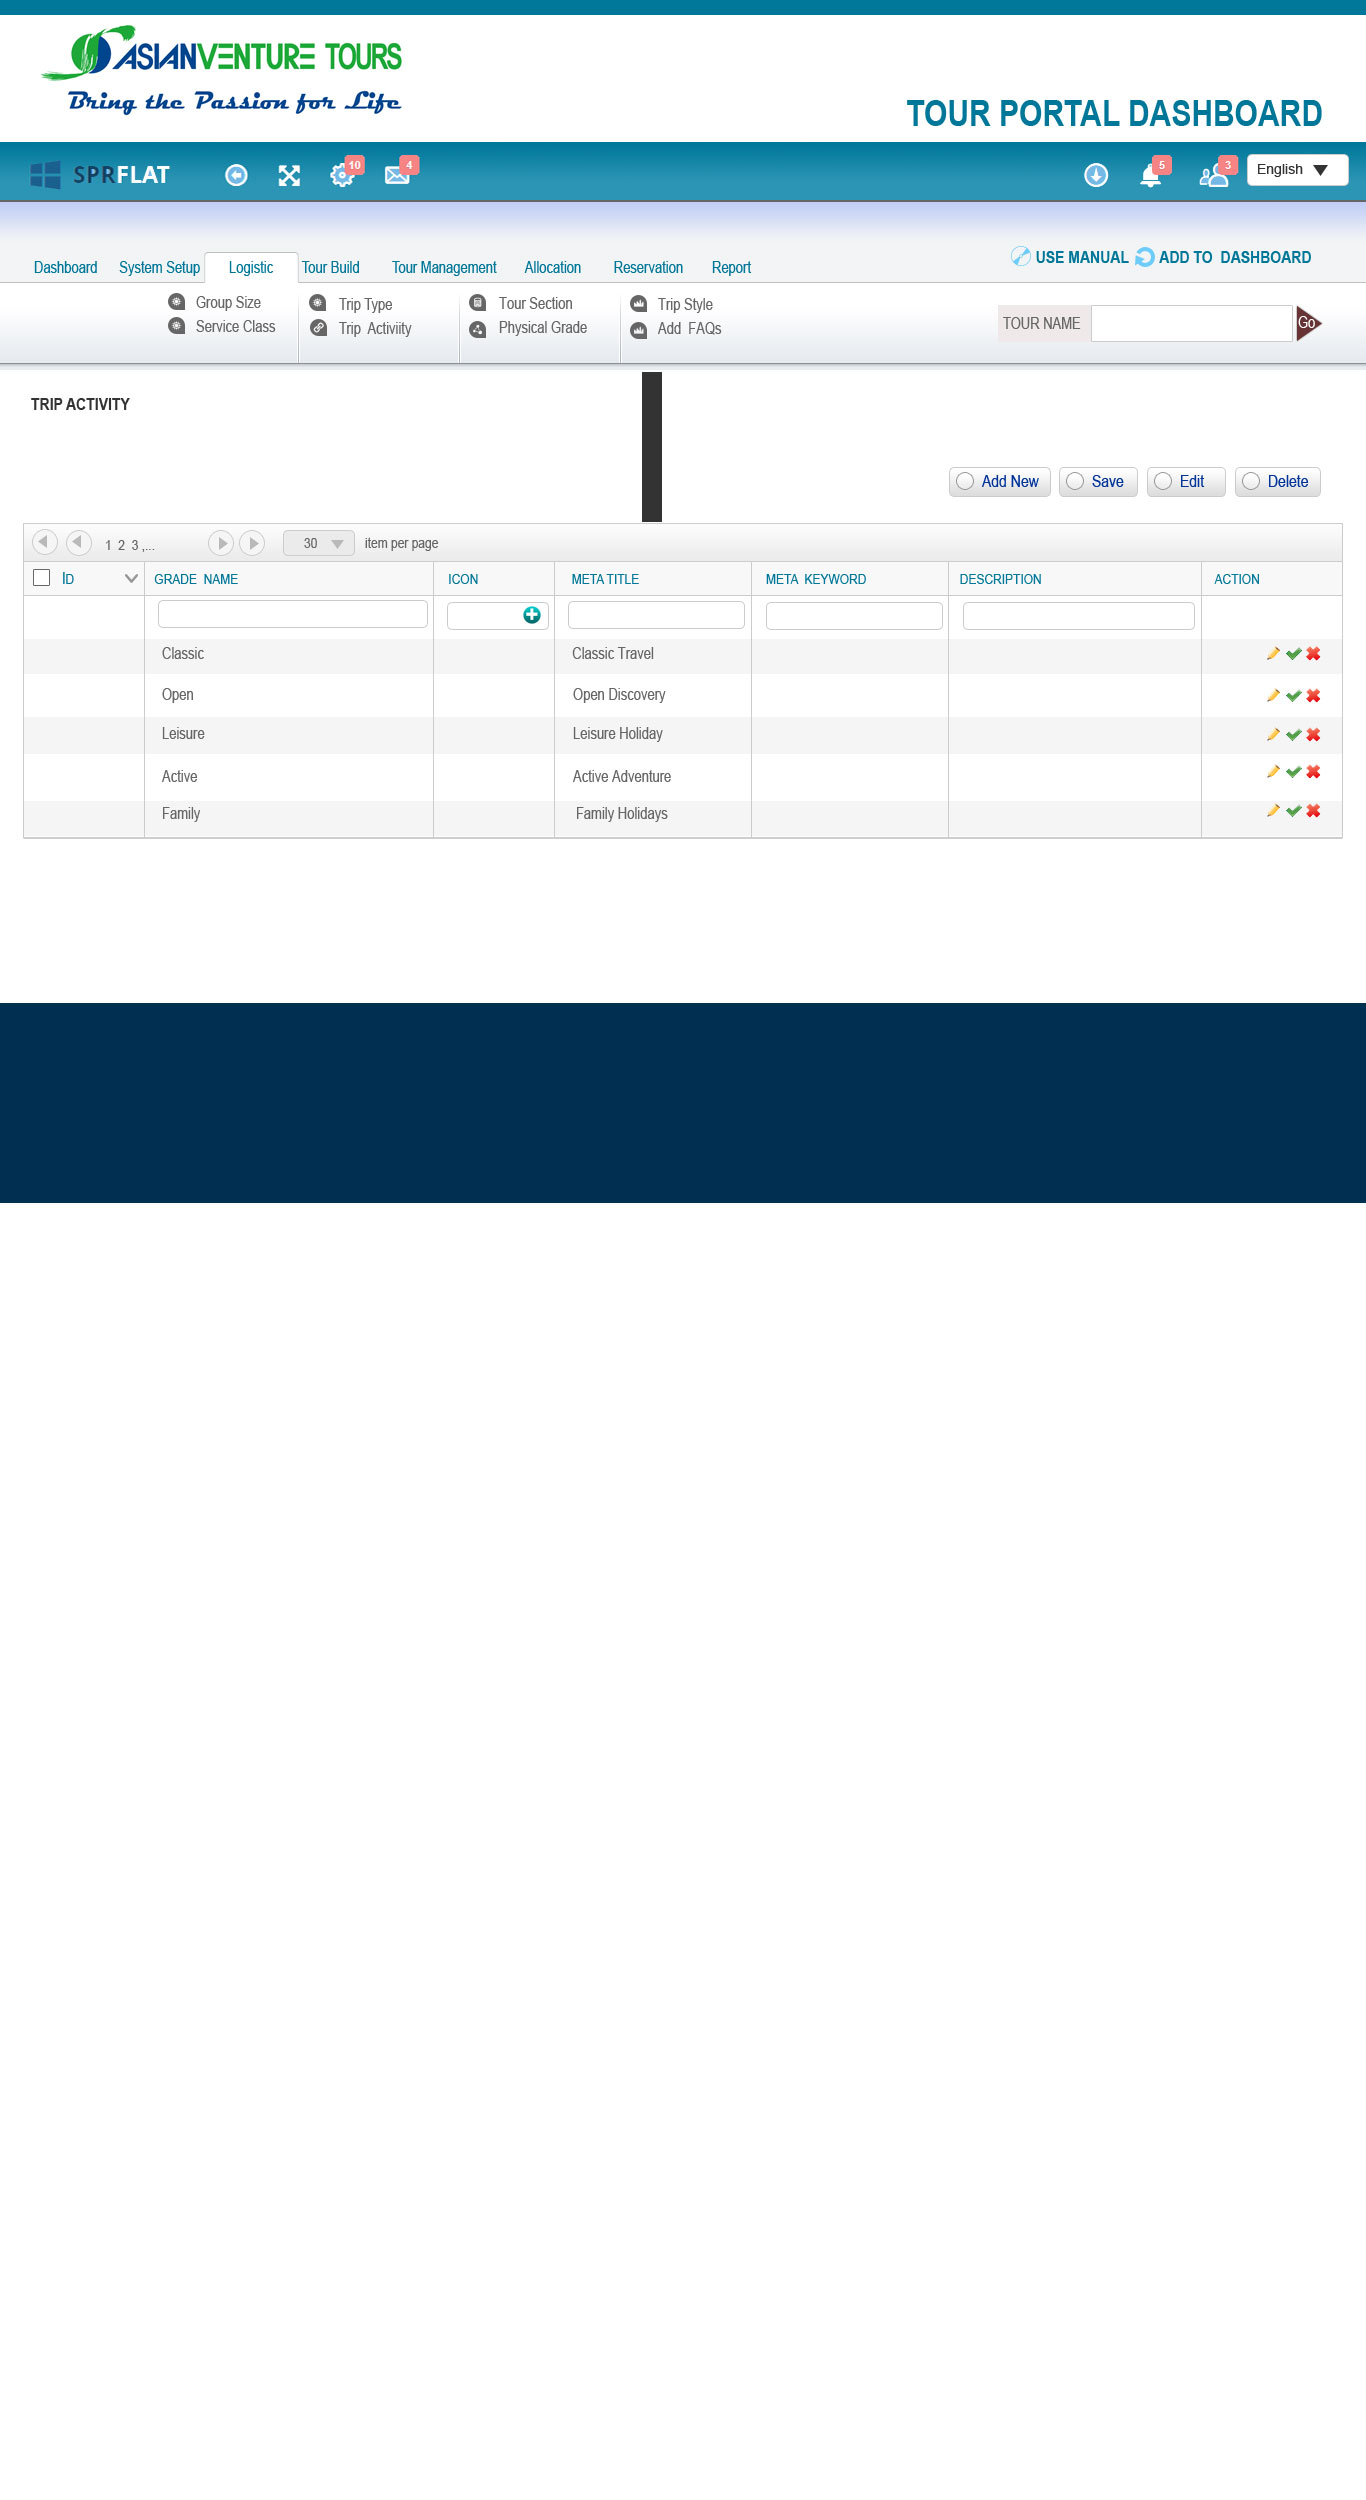 ASIANVENTURE TOURS
Bring the Passion for Life
TOUR PORTAL DASHBOARD
SPRFLAT 10 4 5 3 English
USE MANUAL ADD TO DASHBOARD
Dashboard System Setup Logistic Tour Build Tour Management Allocation Reservation Report
Group Size Trip Type Tour Section Trip Style
Service Class Trip Activiity Physical Grade Add FAQs
TOUR NAME Go
TRIP ACTIVITY
Add New Save Edit Delete
1 2 3 ,... 30 item per page
ID GRADE NAME ICON META TITLE META KEYWORD DESCRIPTION ACTION
Classic Classic Travel
Open Open Discovery
Leisure Leisure Holiday
Active Active Adventure
Family Family Holidays